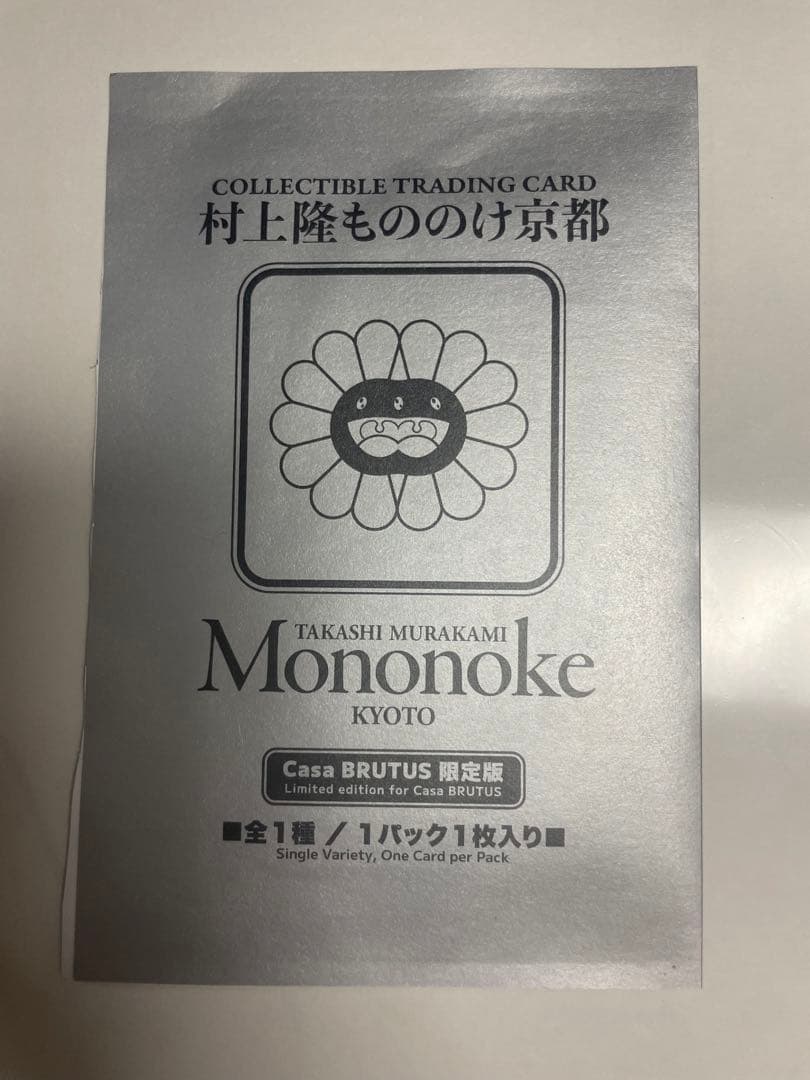 COLLECTIBLE TRADING CARD
村上隆もののけ京都
TAKASHI MURAKAMI
Mononoke
KYOTO
Casa BRUTUS 限定版
Limited edition for Casa BRUTUS
■全1種 / 1パック1枚入り■
Single Variety, One Card per Pack